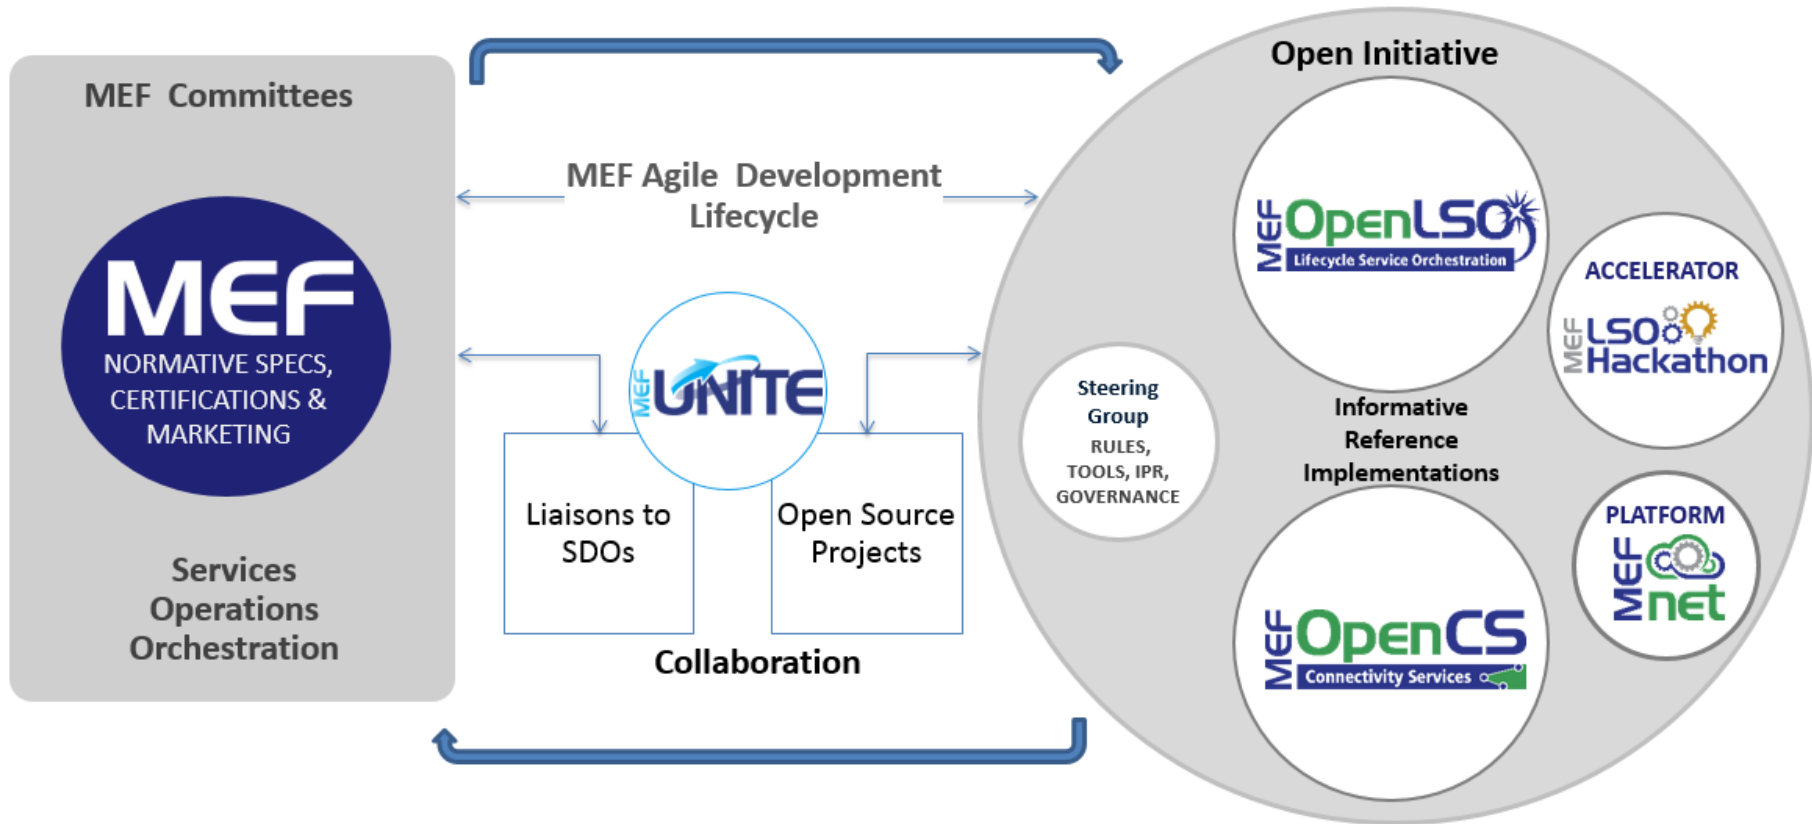 MEF Committees
MEF
NORMATIVE SPECS,
CERTIFICATIONS &
MARKETING
Services
Operations
Orchestration
MEF Agile Development
Lifecycle
MEF UNITE
Liaisons to
SDOs
Open Source
Projects
Collaboration
Open Initiative
MEF OpenLSO
Lifecycle Service Orchestration
ACCELERATOR
MEF LSO
Hackathon
Steering
Group
RULES,
TOOLS, IPR,
GOVERNANCE
Informative
Reference
Implementations
PLATFORM
MEF net
MEF OpenCS
Connectivity Services